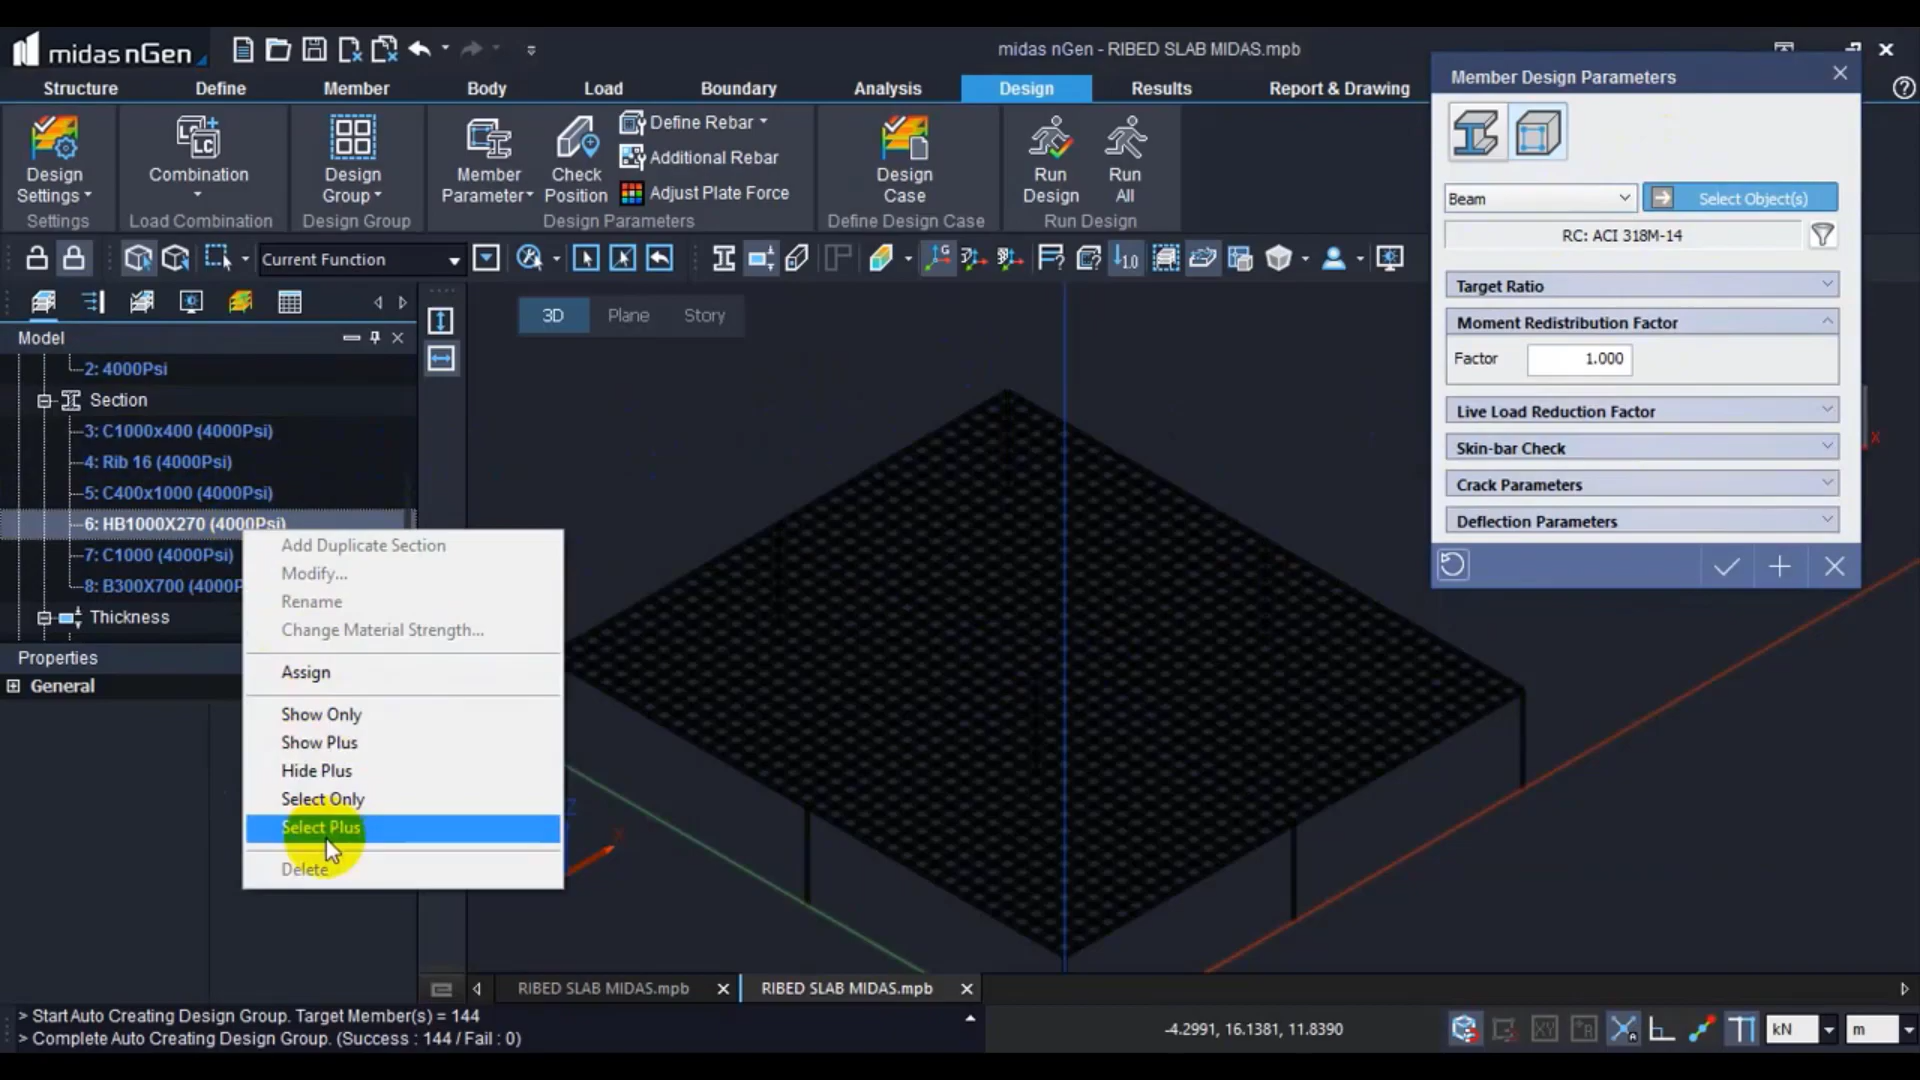 midas nGen
midas nGen - RIBED SLAB MIDAS.mpb
Structure Define Member Body Load Boundary Analysis Design Results Report & Drawing
Design Settings
Combination
Design Group
Member Parameter
Check Position
Define Rebar
Additional Rebar
Adjust Plate Force
Design Case
Run Design
Run All
Settings Load Combination Design Group Design Parameters Define Design Case Run Design
Current Function
1.0
G
Model
2: 4000Psi
Section
3: C1000x400 (4000Psi)
4: Rib 16 (4000Psi)
5: C400x1000 (4000Psi)
6: HB1000X270 (4000Psi)
7: C1000 (4000Psi)
8: B300X700 (4000P
Thickness
Properties
General
Add Duplicate Section
Modify...
Rename
Change Material Strength...
Assign
Show Only
Show Plus
Hide Plus
Select Only
Select Plus
Delete
3D Plane Story
Member Design Parameters
Beam
Select Object(s)
RC: ACI 318M-14
Target Ratio
Moment Redistribution Factor
Factor 1.000
Live Load Reduction Factor
Skin-bar Check
Crack Parameters
Deflection Parameters
X
RIBED SLAB MIDAS.mpb RIBED SLAB MIDAS.mpb
> Start Auto Creating Design Group. Target Member(s) = 144
> Complete Auto Creating Design Group. (Success : 144 / Fail : 0)
-4.2991, 16.1381, 11.8390
kN m